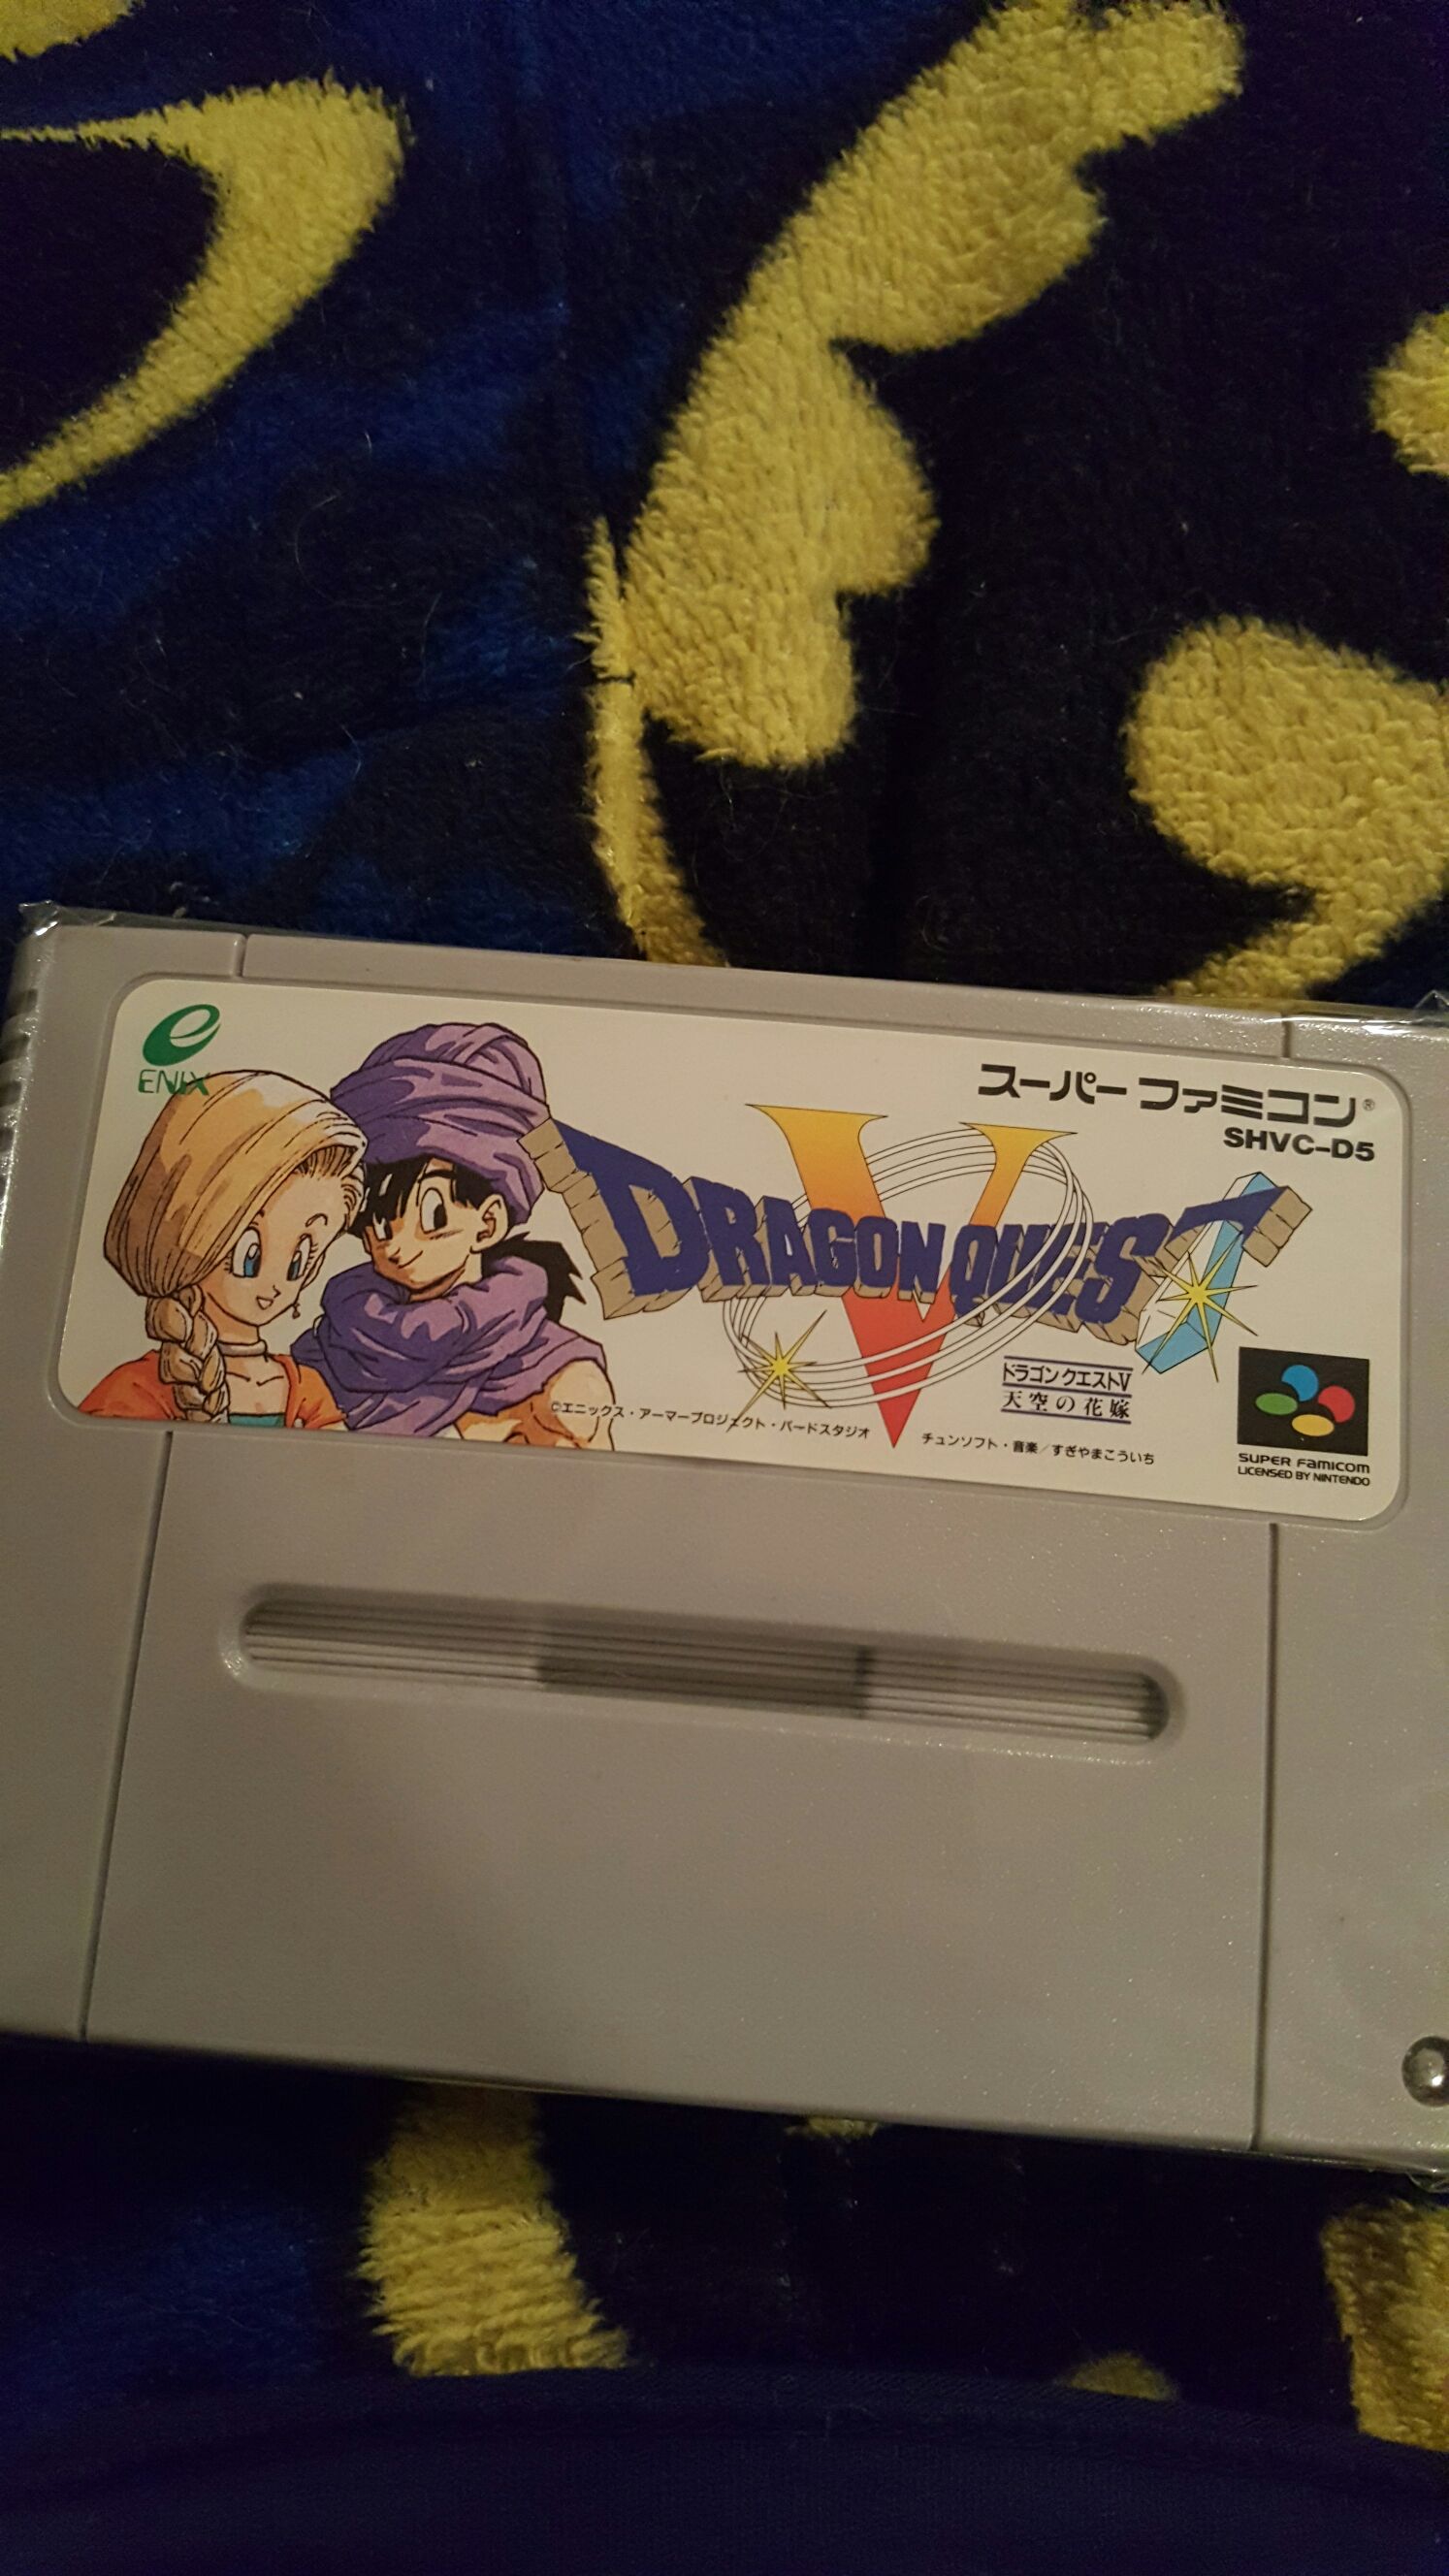 ENIX
スーパー ファミコン®
SHVC-D5
V
DRAGON QUEST
ドラゴンクエストV
天空の花嫁
©エニックス・アーマープロジェクト・バードスタジオ
チュンソフト・音楽/すぎやまこういち
SUPER FAMICOM
LICENSED BY NINTENDO